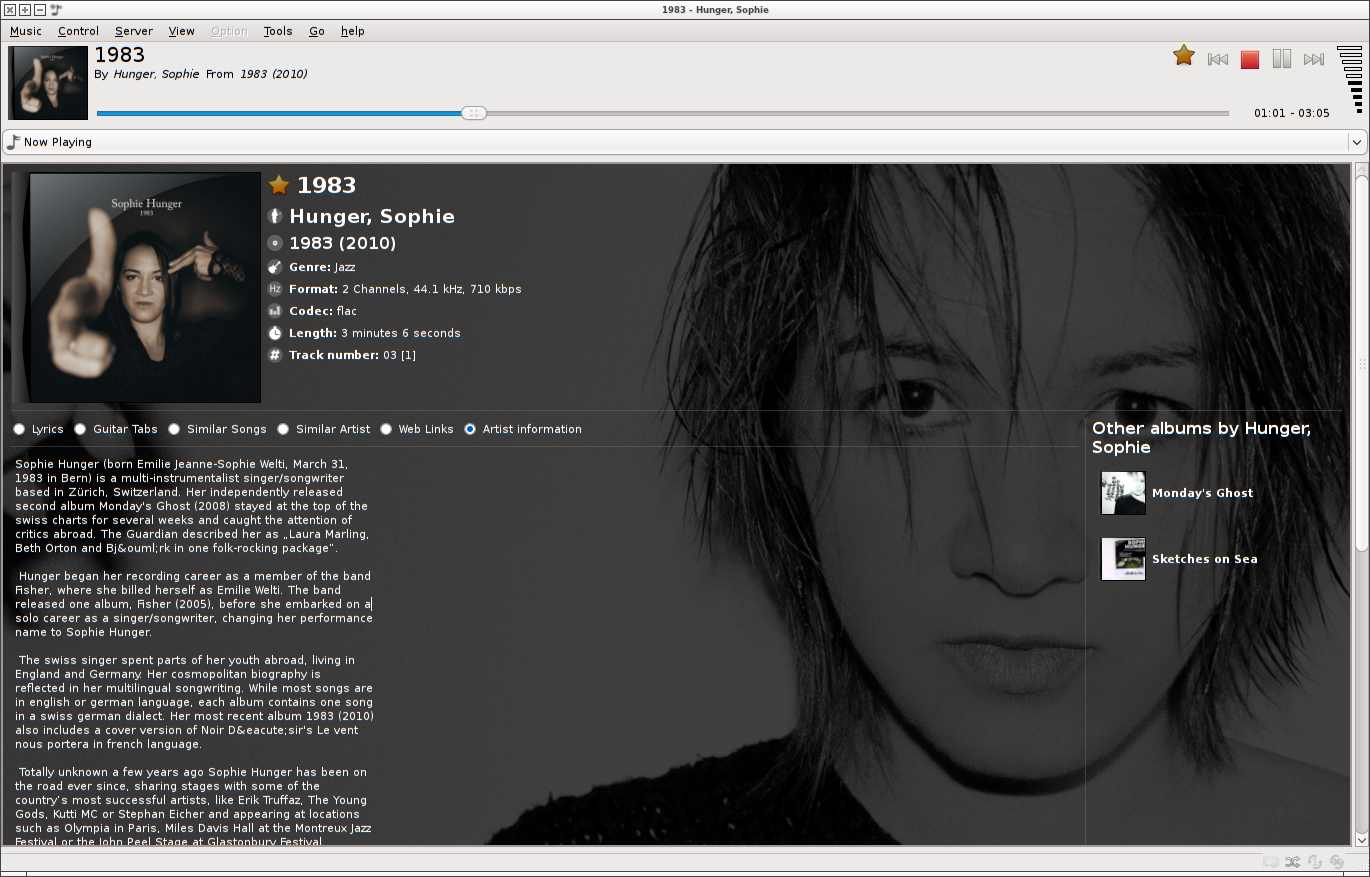 1983 - Hunger, Sophie
Music Control Server View Option Tools Go help
1983
By Hunger, Sophie From 1983 (2010)
01:01 - 03:05
Now Playing
Sophie Hunger
1983
1983
Hunger, Sophie
1983 (2010)
Genre: Jazz
Hz Format: 2 Channels, 44.1 kHz, 710 kbps
Codec: flac
Length: 3 minutes 6 seconds
# Track number: 03 [1]
Lyrics Guitar Tabs Similar Songs Similar Artist Web Links Artist information
Sophie Hunger (born Emilie Jeanne-Sophie Welti, March 31,
1983 in Bern) is a multi-instrumentalist singer/songwriter
based in Zürich, Switzerland. Her independently released
second album Monday's Ghost (2008) stayed at the top of the
swiss charts for several weeks and caught the attention of
critics abroad. The Guardian described her as „Laura Marling,
Beth Orton and Bj&ouml;rk in one folk-rocking package“.
Hunger began her recording career as a member of the band
Fisher, where she billed herself as Emilie Welti. The band
released one album, Fisher (2005), before she embarked on a
solo career as a singer/songwriter, changing her performance
name to Sophie Hunger.
The swiss singer spent parts of her youth abroad, living in
England and Germany. Her cosmopolitan biography is
reflected in her multilingual songwriting. While most songs are
in english or german language, each album contains one song
in a swiss german dialect. Her most recent album 1983 (2010)
also includes a cover version of Noir D&eacute;sir's Le vent
nous portera in french language.
Totally unknown a few years ago Sophie Hunger has been on
the road ever since, sharing stages with some of the
country's most successful artists, like Erik Truffaz, The Young
Gods, Kutti MC or Stephan Eicher and appearing at locations
such as Olympia in Paris, Miles Davis Hall at the Montreux Jazz
Festival or the John Peel Stage at Glastonbury Festival
Other albums by Hunger,
Sophie
Monday's Ghost
Sketches on Sea